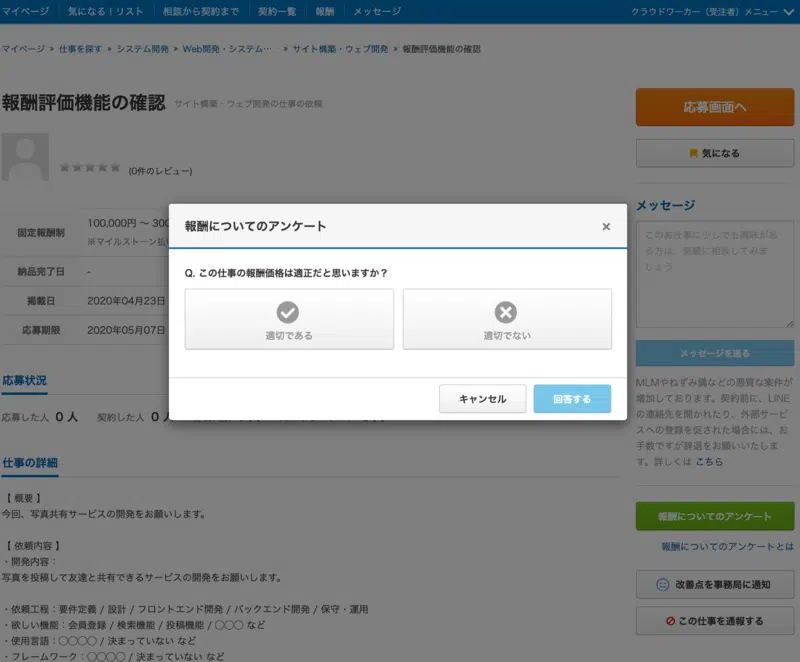 マイページ 気になる！リスト 相談から契約まで 契約一覧 報酬 メッセージ クラウドワーカー（受注者）メニュー
マイページ » 仕事を探す » システム開発 » Web開発・システム… » サイト構築・ウェブ開発 » 報酬評価機能の確認
報酬評価機能の確認 サイト構築・ウェブ開発の仕事の依頼
(0件のレビュー)
固定報酬制 100,000円 〜 300
※マイルストーン払い
納品完了日 -
掲載日 2020年04月23日
応募期限 2020年05月07日
応募状況
応募した人 0 人 契約した人 0 人
仕事の詳細
【 概要 】
今回、写真共有サービスの開発をお願いします。
【 依頼内容 】
・開発内容：
写真を投稿して友達と共有できるサービスの開発をお願いします。
・依頼工程：要件定義 / 設計 / フロントエンド開発 / バックエンド開発 / 保守・運用
・欲しい機能：会員登録 / 検索機能 / 投稿機能 / 〇〇〇 など
・使用言語：〇〇〇〇 / 決まっていない など
・フレームワーク：〇〇〇〇 / 決まっていない など
報酬についてのアンケート ×
Q. この仕事の報酬価格は適正だと思いますか？
適切である
適切でない
キャンセル
回答する
応募画面へ
気になる
メッセージ
このお仕事に少しでも興味があ
る方は、気軽に相談してみま
しょう
メッセージを送る
MLMやねずみ講などの悪質な案件が
増加しております。契約前に、LINE
の連絡先を聞かれたり、外部サービ
スへの登録を促された場合には、お
手数ですが辞退をお願いいたしま
す。詳しくは こちら
報酬についてのアンケート
報酬についてのアンケートとは
改善点を事務局に通知
この仕事を通報する